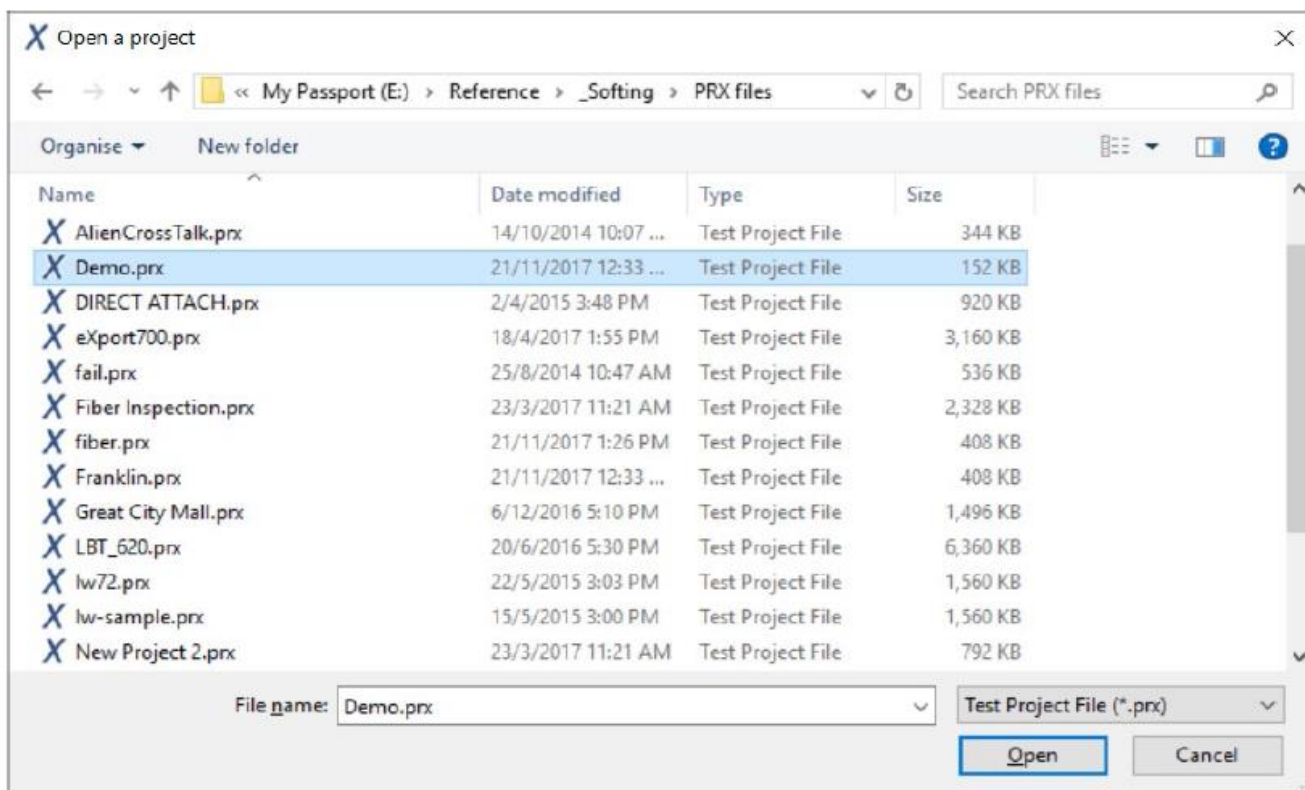 Open a project
« My Passport (E:) › Reference › _Softing › PRX files Search PRX files
Organise New folder
Name Date modified Type Size
AlienCrossTalk.prx 14/10/2014 10:07 ... Test Project File 344 KB
Demo.prx 21/11/2017 12:33 ... Test Project File 152 KB
DIRECT ATTACH.prx 2/4/2015 3:48 PM Test Project File 920 KB
eXport700.prx 18/4/2017 1:55 PM Test Project File 3,160 KB
fail.prx 25/8/2014 10:47 AM Test Project File 536 KB
Fiber Inspection.prx 23/3/2017 11:21 AM Test Project File 2,328 KB
fiber.prx 21/11/2017 1:26 PM Test Project File 408 KB
Franklin.prx 21/11/2017 12:33 ... Test Project File 408 KB
Great City Mall.prx 6/12/2016 5:10 PM Test Project File 1,496 KB
LBT_620.prx 20/6/2016 5:30 PM Test Project File 6,360 KB
lw72.prx 22/5/2015 3:03 PM Test Project File 1,560 KB
lw-sample.prx 15/5/2015 3:00 PM Test Project File 1,560 KB
New Project 2.prx 23/3/2017 11:21 AM Test Project File 792 KB
File name: Demo.prx Test Project File (*.prx)
Open Cancel